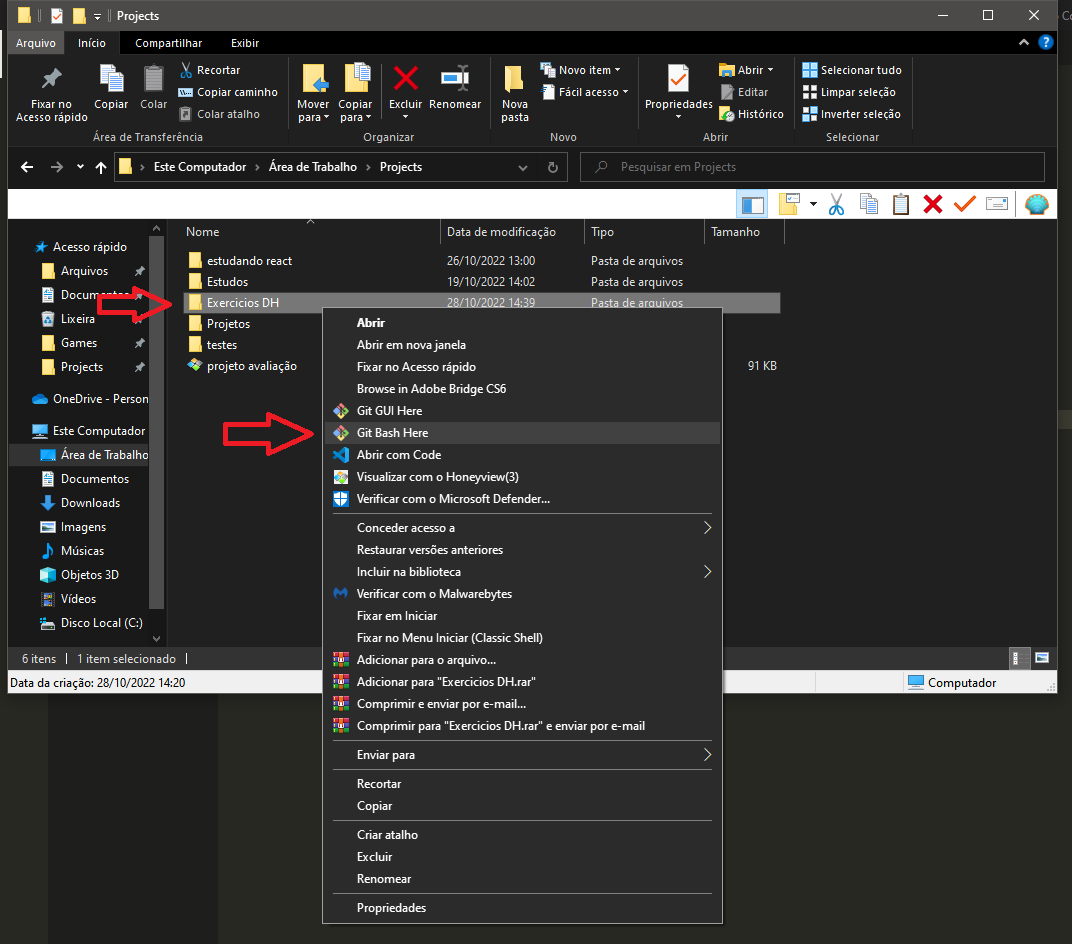 Projects
Arquivo Início Compartilhar Exibir
Fixar no Acesso rápido
Copiar
Colar
Recortar
Copiar caminho
Colar atalho
Área de Transferência
Mover para
Copiar para
Excluir
Renomear
Organizar
Nova pasta
Novo item
Fácil acesso
Novo
Propriedades
Abrir
Editar
Histórico
Abrir
Selecionar tudo
Limpar seleção
Inverter seleção
Selecionar
Este Computador > Área de Trabalho > Projects
Pesquisar em Projects
Acesso rápido
Arquivos
Documentos
Lixeira
Games
Projects
OneDrive - Person
Este Computador
Área de Trabalho
Documentos
Downloads
Imagens
Músicas
Objetos 3D
Vídeos
Disco Local (C:)
Nome Data de modificação Tipo Tamanho
estudando react 26/10/2022 13:00 Pasta de arquivos
Estudos 19/10/2022 14:02 Pasta de arquivos
Exercicios DH 28/10/2022 14:39 Pasta de arquivos
Projetos
testes
projeto avaliação 91 KB
Abrir
Abrir em nova janela
Fixar no Acesso rápido
Browse in Adobe Bridge CS6
Git GUI Here
Git Bash Here
Abrir com Code
Visualizar com o Honeyview(3)
Verificar com o Microsoft Defender...
Conceder acesso a
Restaurar versões anteriores
Incluir na biblioteca
Verificar com o Malwarebytes
Fixar em Iniciar
Fixar no Menu Iniciar (Classic Shell)
Adicionar para o arquivo...
Adicionar para "Exercicios DH.rar"
Comprimir e enviar por e-mail...
Comprimir para "Exercicios DH.rar" e enviar por e-mail
Enviar para
Recortar
Copiar
Criar atalho
Excluir
Renomear
Propriedades
6 itens 1 item selecionado
Data da criação: 28/10/2022 14:20
Computador